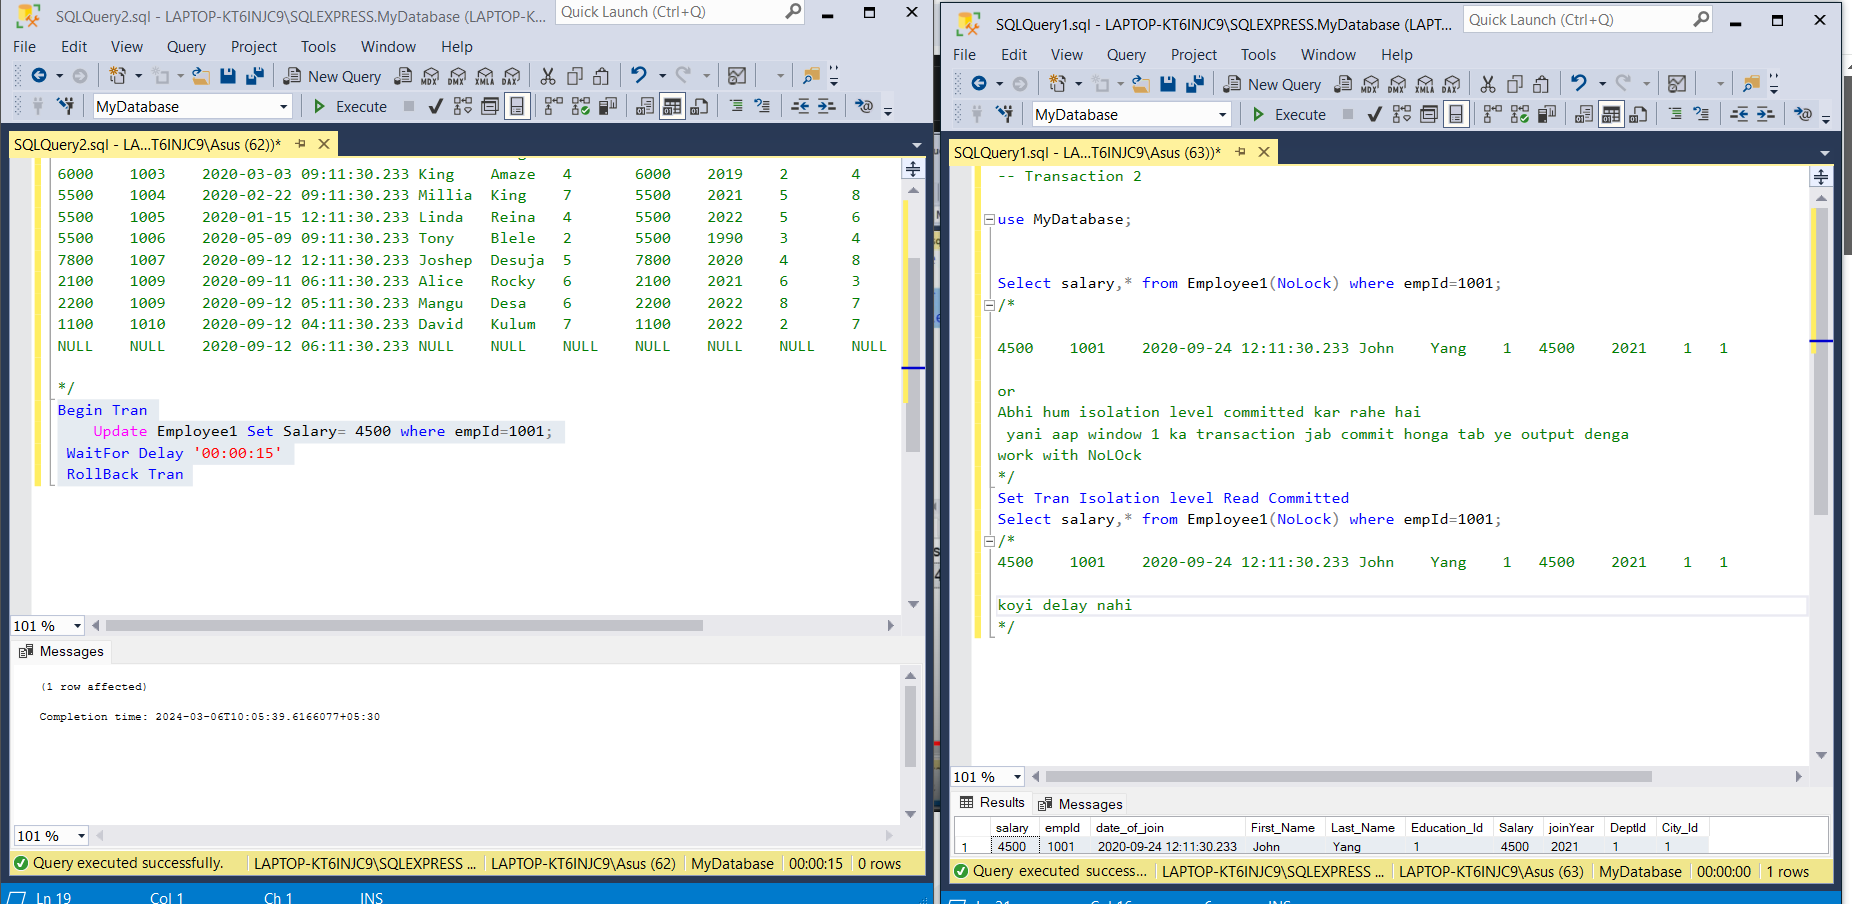 SQLQuery2.sql - LAPTOP-KT6INJC9\SQLEXPRESS.MyDatabase (LAPTOP-K...
Quick Launch (Ctrl+Q)
File Edit View Query Project Tools Window Help
New Query MDX DMX XMLA DAX
MyDatabase Execute
SQLQuery2.sql - LA...T6INJC9\Asus (62))*
6000 1003 2020-03-03 09:11:30.233 King Amaze 4 6000 2019 2 4
5500 1004 2020-02-22 09:11:30.233 Millia King 7 5500 2021 5 8
5500 1005 2020-01-15 12:11:30.233 Linda Reina 4 5500 2022 5 6
5500 1006 2020-05-09 09:11:30.233 Tony Blele 2 5500 1990 3 4
7800 1007 2020-09-12 12:11:30.233 Joshep Desuja 5 7800 2020 4 8
2100 1009 2020-09-11 06:11:30.233 Alice Rocky 6 2100 2021 6 3
2200 1009 2020-09-12 05:11:30.233 Mangu Desa 6 2200 2022 8 7
1100 1010 2020-09-12 04:11:30.233 David Kulum 7 1100 2022 2 7
NULL NULL 2020-09-12 06:11:30.233 NULL NULL NULL NULL NULL NULL NULL
*/
Begin Tran
Update Employee1 Set Salary= 4500 where empId=1001;
WaitFor Delay '00:00:15'
RollBack Tran
101 %
Messages
(1 row affected)
Completion time: 2024-03-06T10:05:39.6166077+05:30
101 %
Query executed successfully. LAPTOP-KT6INJC9\SQLEXPRESS ... LAPTOP-KT6INJC9\Asus (62) MyDatabase 00:00:15 0 rows
Ln 19 Col 1 Ch 1 INS
SQLQuery1.sql - LAPTOP-KT6INJC9\SQLEXPRESS.MyDatabase (LAPT...
Quick Launch (Ctrl+Q)
File Edit View Query Project Tools Window Help
New Query MDX DMX XMLA DAX
MyDatabase Execute
SQLQuery1.sql - LA...T6INJC9\Asus (63))*
-- Transaction 2
use MyDatabase;
Select salary,* from Employee1(NoLock) where empId=1001;
/*
4500 1001 2020-09-24 12:11:30.233 John Yang 1 4500 2021 1 1
or
Abhi hum isolation level committed kar rahe hai
yani aap window 1 ka transaction jab commit honga tab ye output denga
work with NoLOck
*/
Set Tran Isolation level Read Committed
Select salary,* from Employee1(NoLock) where empId=1001;
/*
4500 1001 2020-09-24 12:11:30.233 John Yang 1 4500 2021 1 1
koyi delay nahi
*/
101 %
Results Messages
salary empId date_of_join First_Name Last_Name Education_Id Salary joinYear DeptId City_Id
1 4500 1001 2020-09-24 12:11:30.233 John Yang 1 4500 2021 1 1
Query executed success... LAPTOP-KT6INJC9\SQLEXPRESS ... LAPTOP-KT6INJC9\Asus (63) MyDatabase 00:00:00 1 rows